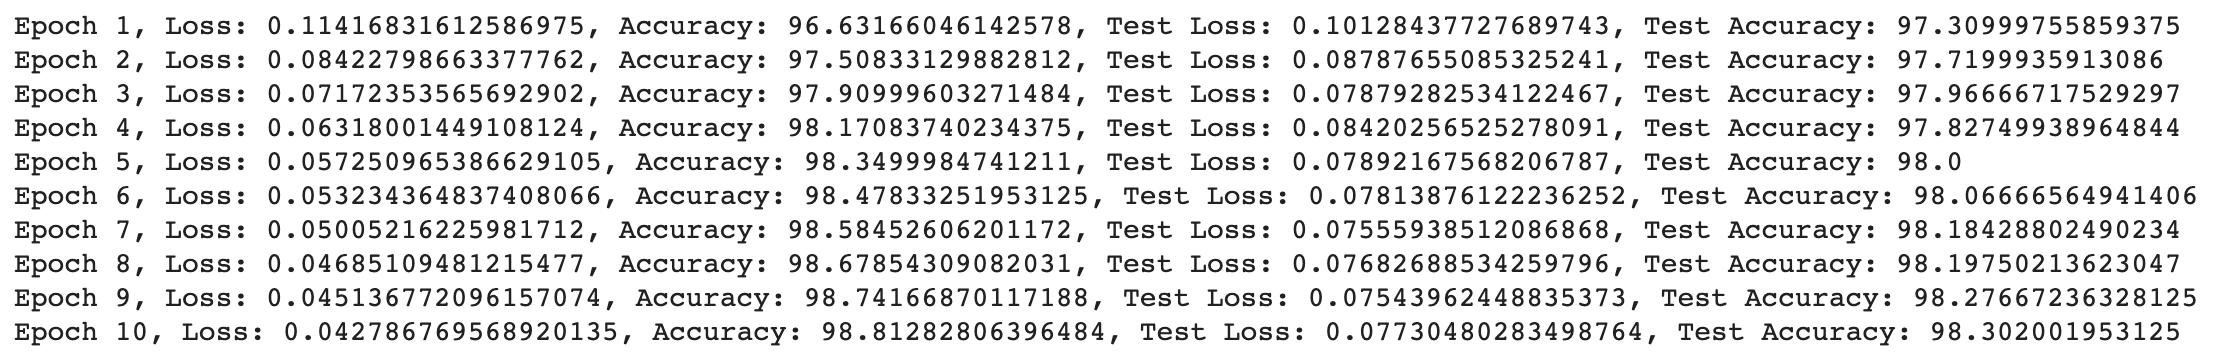 Epoch 1, Loss: 0.11416831612586975, Accuracy: 96.63166046142578, Test Loss: 0.10128437727689743, Test Accuracy: 97.30999755859375
Epoch 2, Loss: 0.08422798663377762, Accuracy: 97.50833129882812, Test Loss: 0.08787655085325241, Test Accuracy: 97.7199935913086
Epoch 3, Loss: 0.07172353565692902, Accuracy: 97.90999603271484, Test Loss: 0.07879282534122467, Test Accuracy: 97.96666717529297
Epoch 4, Loss: 0.06318001449108124, Accuracy: 98.17083740234375, Test Loss: 0.08420256525278091, Test Accuracy: 97.82749938964844
Epoch 5, Loss: 0.057250965386629105, Accuracy: 98.3499984741211, Test Loss: 0.07892167568206787, Test Accuracy: 98.0
Epoch 6, Loss: 0.053234364837408066, Accuracy: 98.47833251953125, Test Loss: 0.07813876122236252, Test Accuracy: 98.06666564941406
Epoch 7, Loss: 0.05005216225981712, Accuracy: 98.58452606201172, Test Loss: 0.07555938512086868, Test Accuracy: 98.18428802490234
Epoch 8, Loss: 0.04685109481215477, Accuracy: 98.67854309082031, Test Loss: 0.07682688534259796, Test Accuracy: 98.19750213623047
Epoch 9, Loss: 0.045136772096157074, Accuracy: 98.74166870117188, Test Loss: 0.07543962448835373, Test Accuracy: 98.27667236328125
Epoch 10, Loss: 0.042786769568920135, Accuracy: 98.81282806396484, Test Loss: 0.07730480283498764, Test Accuracy: 98.302001953125